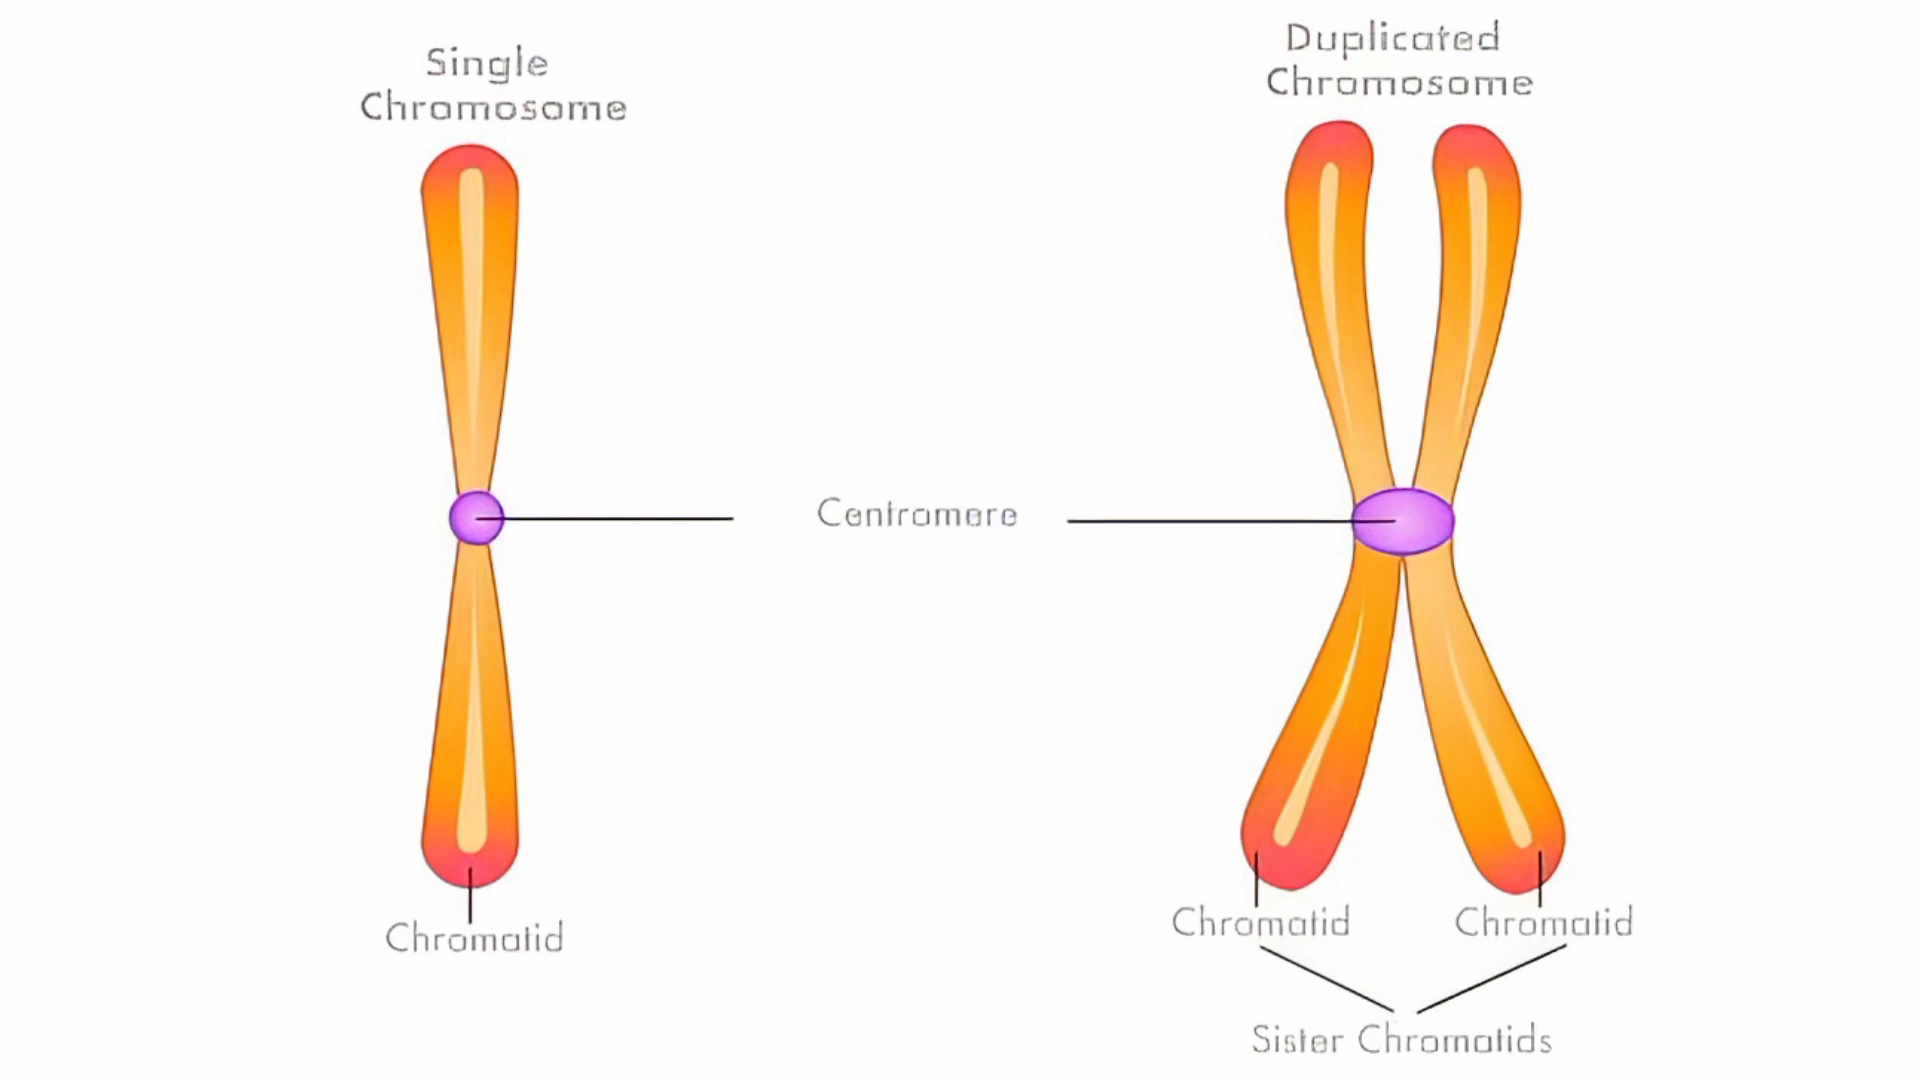 Single
Chromosome
Duplicated
Chromosome
Centromere
Chromatid
Chromatid
Chromatid
Sister Chromatids